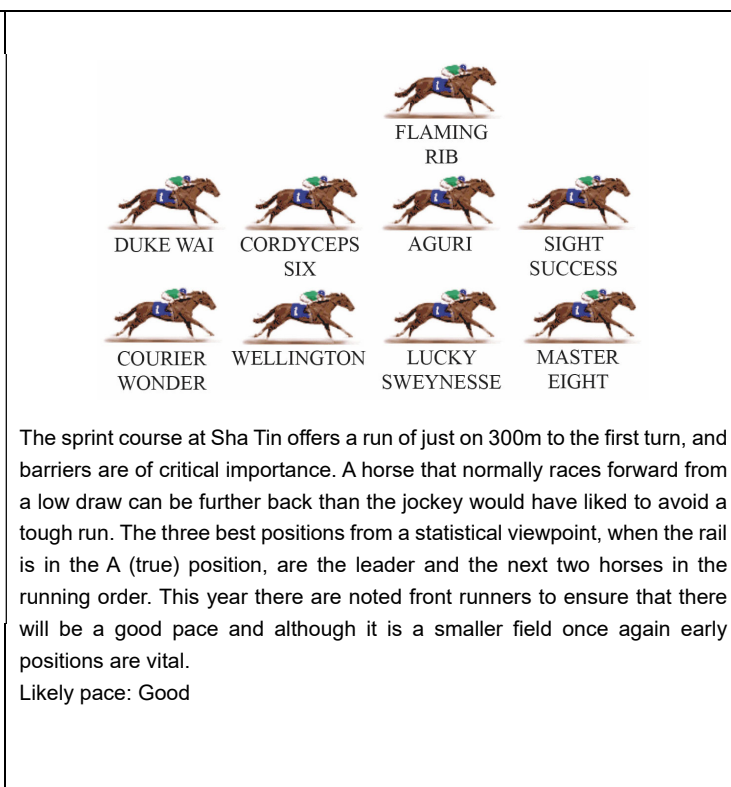 FLAMING
RIB
DUKE WAI CORDYCEPS SIX AGURI SIGHT SUCCESS
COURIER WONDER WELLINGTON LUCKY SWEYNESSE MASTER EIGHT
The sprint course at Sha Tin offers a run of just on 300m to the first turn, and
barriers are of critical importance. A horse that normally races forward from
a low draw can be further back than the jockey would have liked to avoid a
tough run. The three best positions from a statistical viewpoint, when the rail
is in the A (true) position, are the leader and the next two horses in the
running order. This year there are noted front runners to ensure that there
will be a good pace and although it is a smaller field once again early
positions are vital.
Likely pace: Good